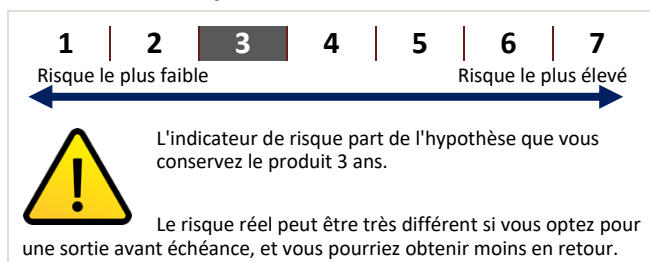 1 2 3 4 5 6 7
Risque le plus faible Risque le plus élevé
L'indicateur de risque part de l'hypothèse que vous
conservez le produit 3 ans.
Le risque réel peut être très différent si vous optez pour
une sortie avant échéance, et vous pourriez obtenir moins en retour.